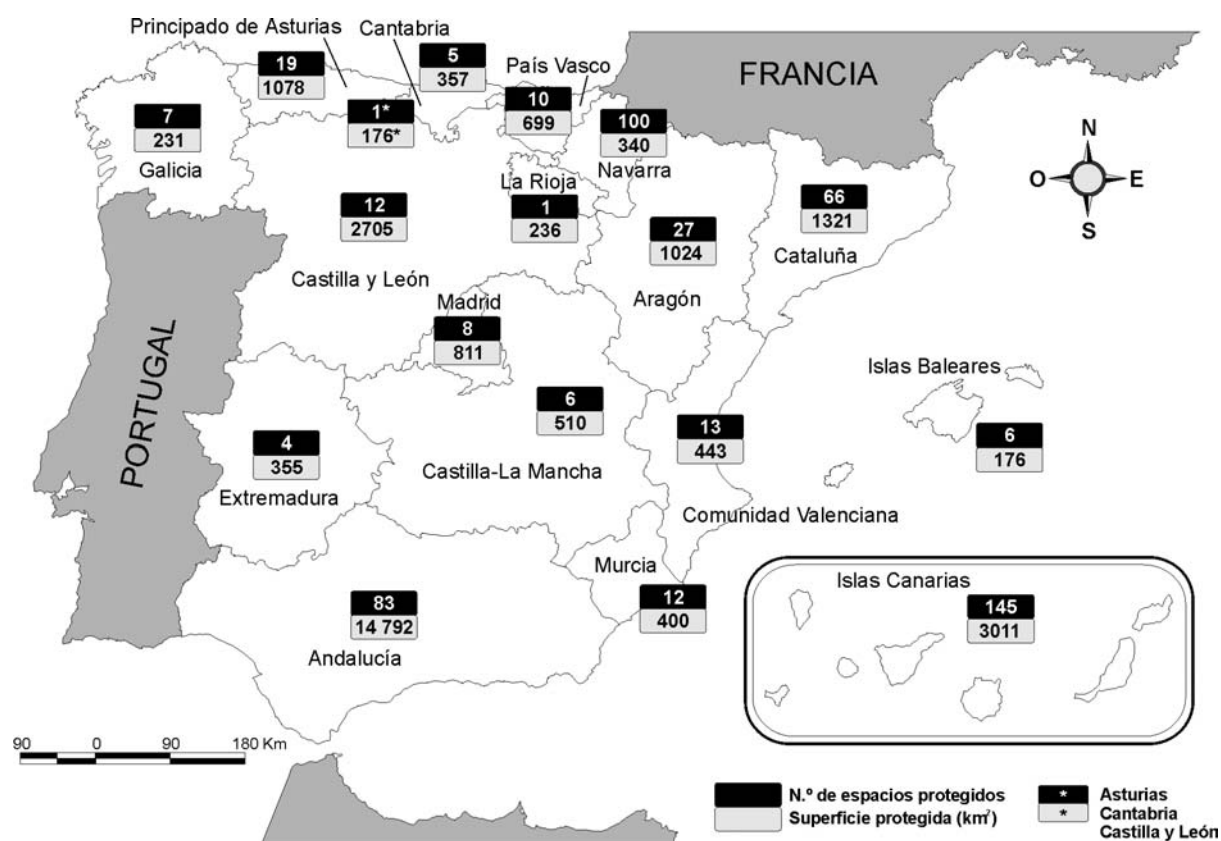 Principado de Asturias
Cantabria
19
1078
5
357
País Vasco
FRANCIA
7
231
Galicia
1*
176*
10
699
100
340
Navarra
N
O
E
S
La Rioja
1
236
12
2705
Castilla y León
27
1024
Aragón
66
1321
Cataluña
Madrid
8
811
PORTUGAL
4
355
Extremadura
6
510
Castilla-La Mancha
13
443
Comunidad Valenciana
Islas Baleares
6
176
Murcia
12
400
83
14 792
Andalucía
Islas Canarias
145
3011
90 0 90 180 Km
N.º de espacios protegidos
Superficie protegida (km²)
* Asturias
* Cantabria
Castilla y León